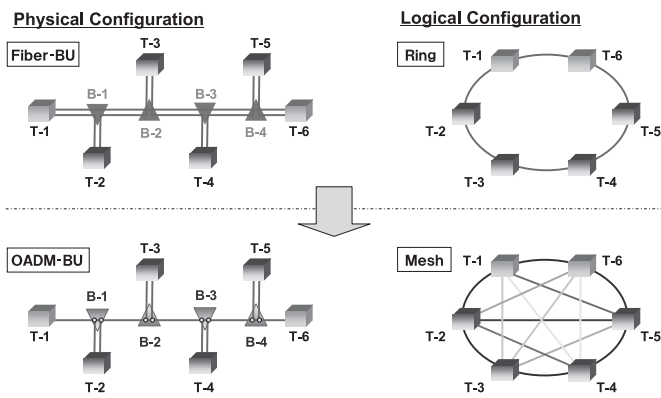 Physical Configuration
Logical Configuration
Fiber-BU
T-3
T-5
B-1
B-3
T-1
B-2
B-4
T-6
T-2
T-4
Ring
T-1
T-6
T-2
T-5
T-3
T-4
OADM-BU
T-3
T-5
B-1
B-3
T-1
B-2
B-4
T-6
T-2
T-4
Mesh
T-1
T-6
T-2
T-5
T-3
T-4